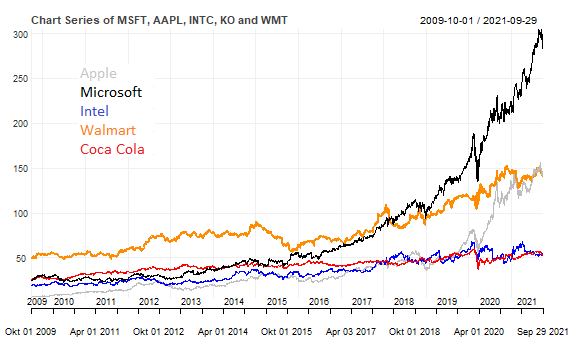 Chart Series of MSFT, AAPL, INTC, KO and WMT 2009-10-01 / 2021-09-29
300
Apple
Microsoft
250
Intel
Walmart
200
Coca Cola
150
100
50
2009 2010 2011 2012 2013 2014 2015 2016 2017 2018 2019 2020 2021
Okt 01 2009 Apr 01 2011 Okt 01 2012 Apr 01 2014 Okt 01 2015 Apr 03 2017 Okt 01 2018 Apr 01 2020 Sep 29 2021